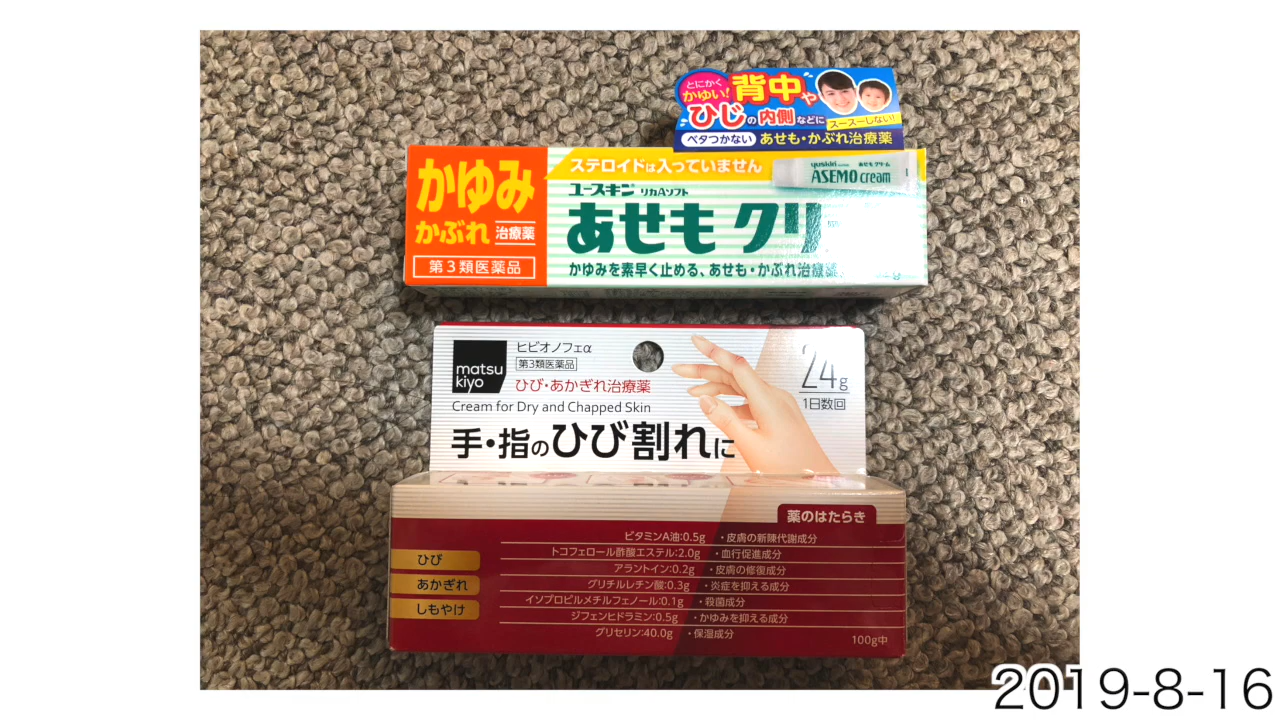 とにかく
かゆい!
背中や
ひじの内側などに
スースーしない!
ベタつかない あせも・かぶれ治療薬
かゆみ
かぶれ 治療薬
第3類医薬品
ステロイドは入っていません
ユースキン リカAソフト
あせも クリ
かゆみを素早く止める、あせも・かぶれ治療薬
yuskin あせもクリーム
ASEMO cream
matsu
kiyo
ヒビオノフェα
第3類医薬品
ひび・あかぎれ治療薬
Cream for Dry and Chapped Skin
手・指のひび割れに
24g
1日数回
薬のはたらき
ひび
あかぎれ
しもやけ
ビタミンA油:0.5g ・皮膚の新陳代謝成分
トコフェロール酢酸エステル:2.0g ・血行促進成分
アラントイン:0.2g ・皮膚の修復成分
グリチルレチン酸:0.3g ・炎症を抑える成分
イソプロピルメチルフェノール:0.1g ・殺菌成分
ジフェンヒドラミン:0.5g ・かゆみを抑える成分
グリセリン:40.0g ・保湿成分
100g中
2019-8-16